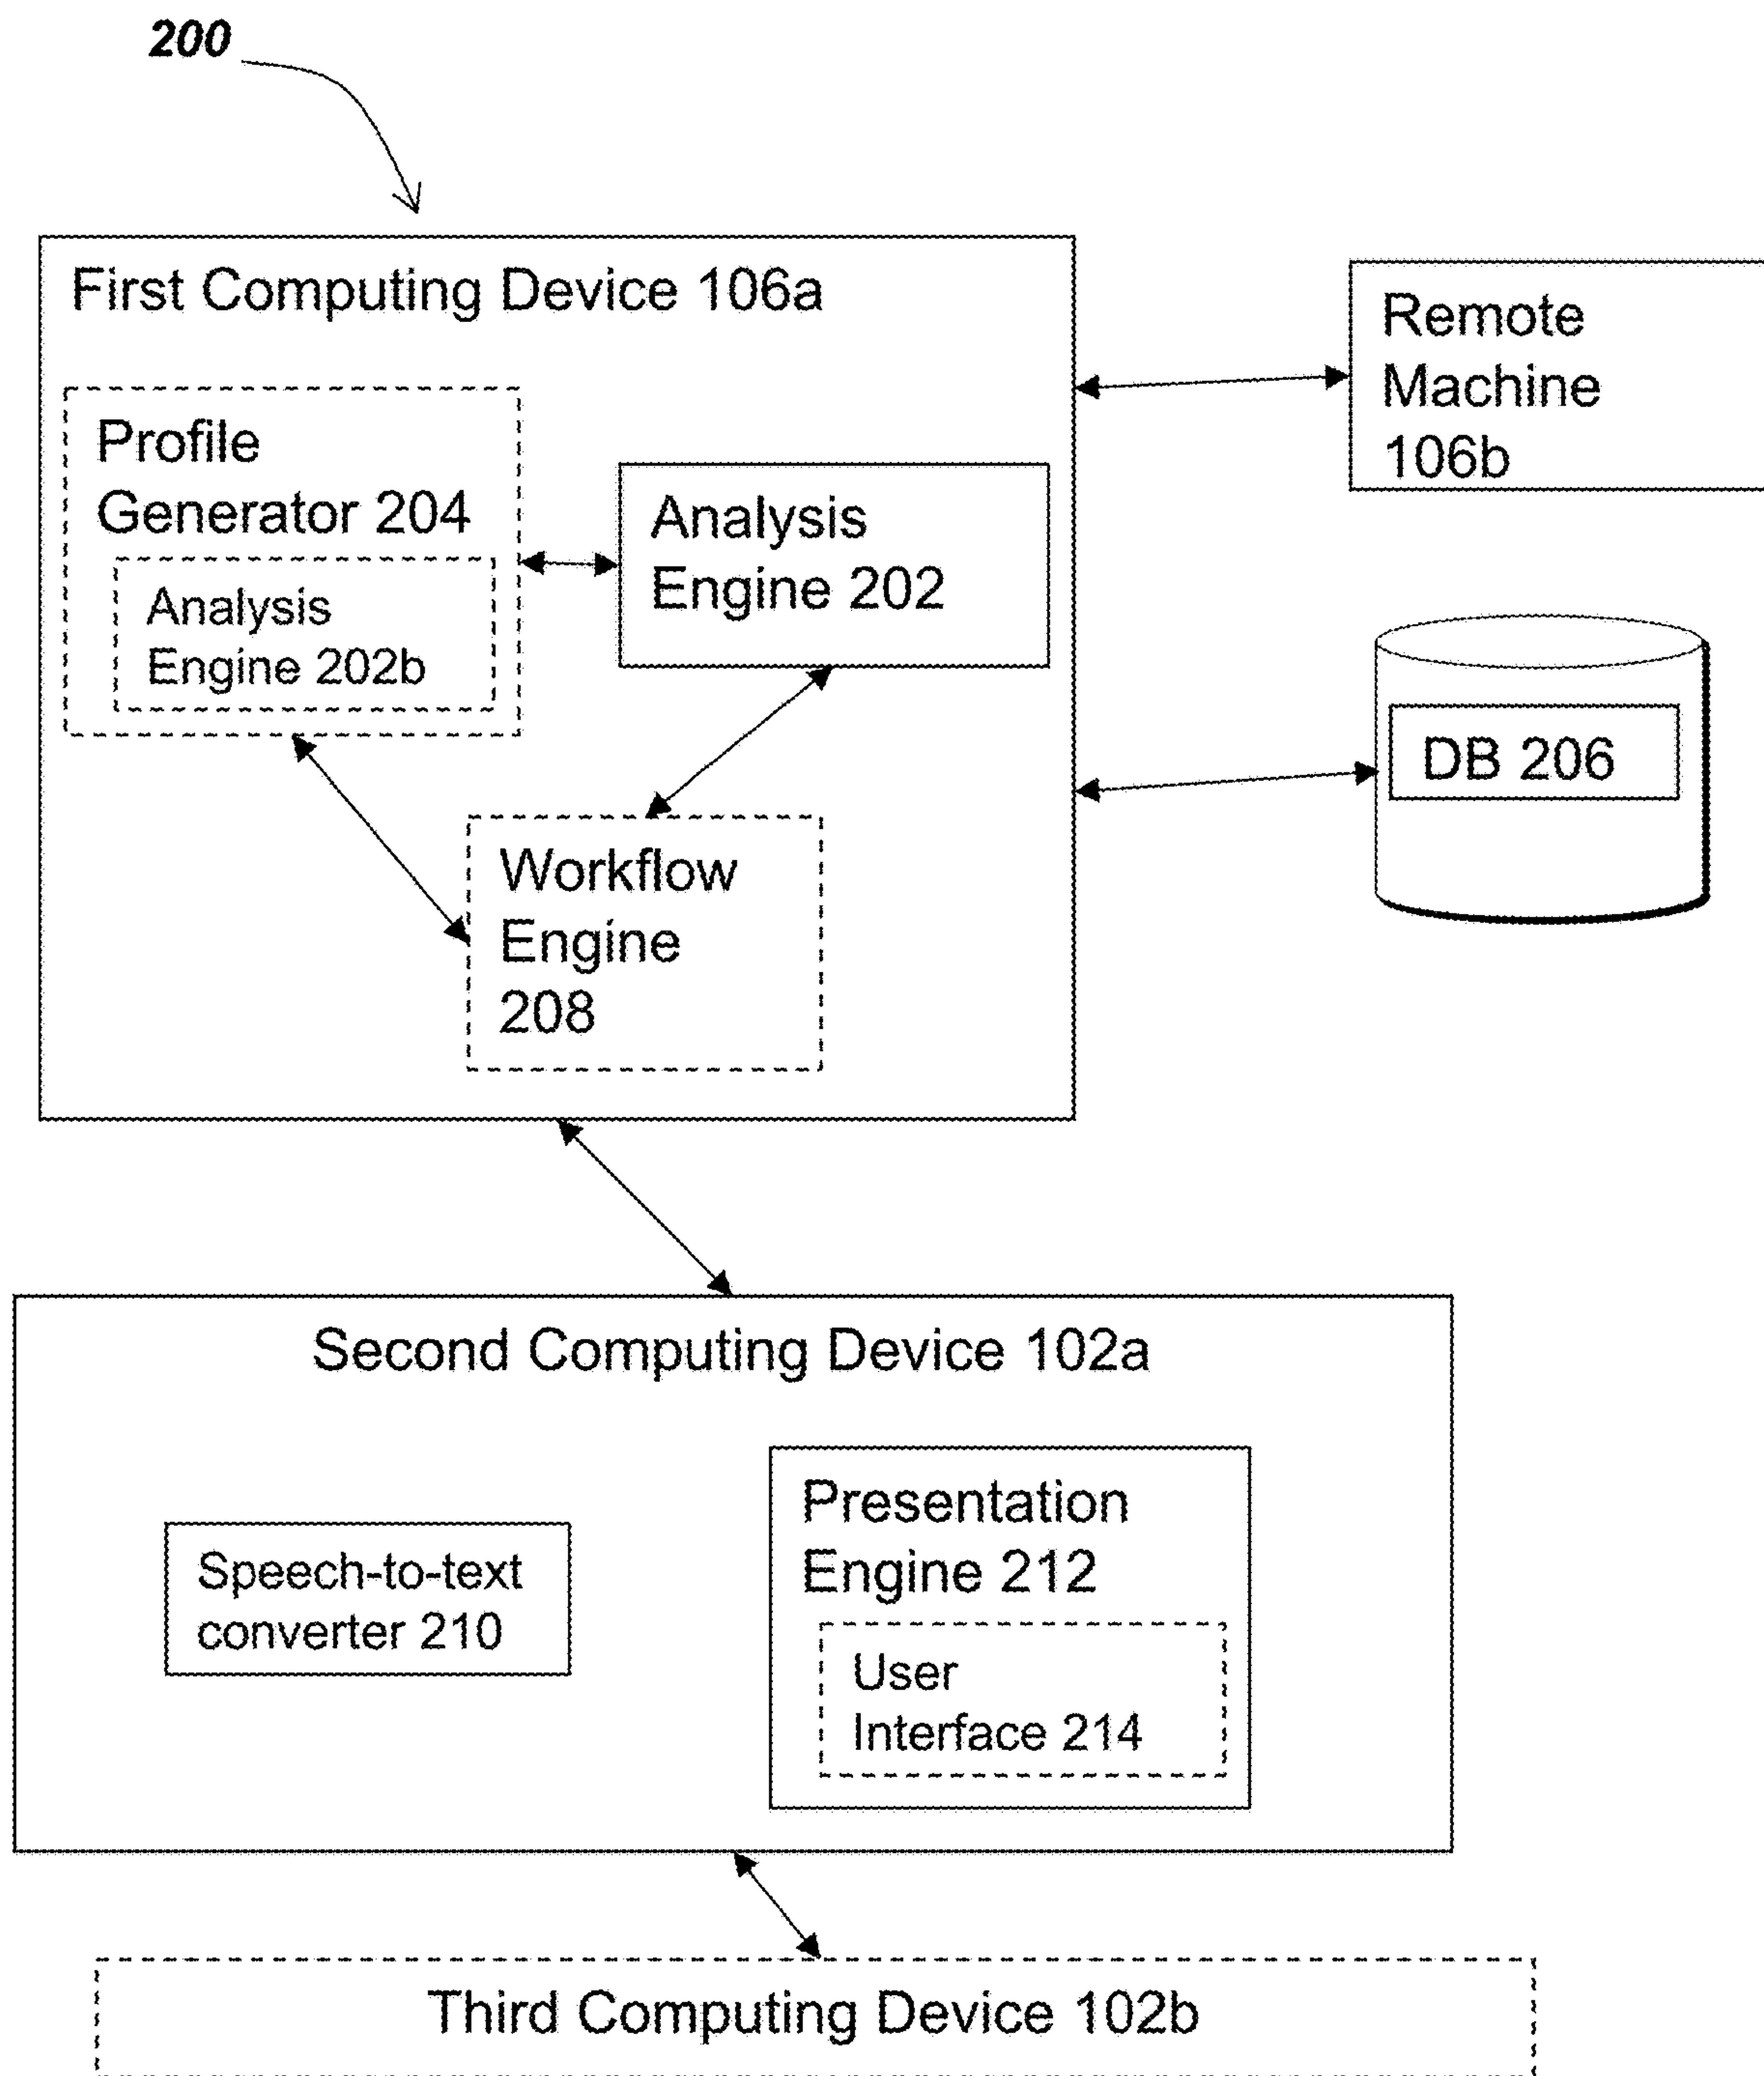 200
First Computing Device 106a
Remote
Machine
106b
Profile
Generator 204
Analysis
Engine 202
Analysis
Engine 202b
DB 206
Workflow
Engine
208
Second Computing Device 102a
Presentation
Engine 212
Speech-to-text
converter 210
User
Interface 214
Third Computing Device 102b